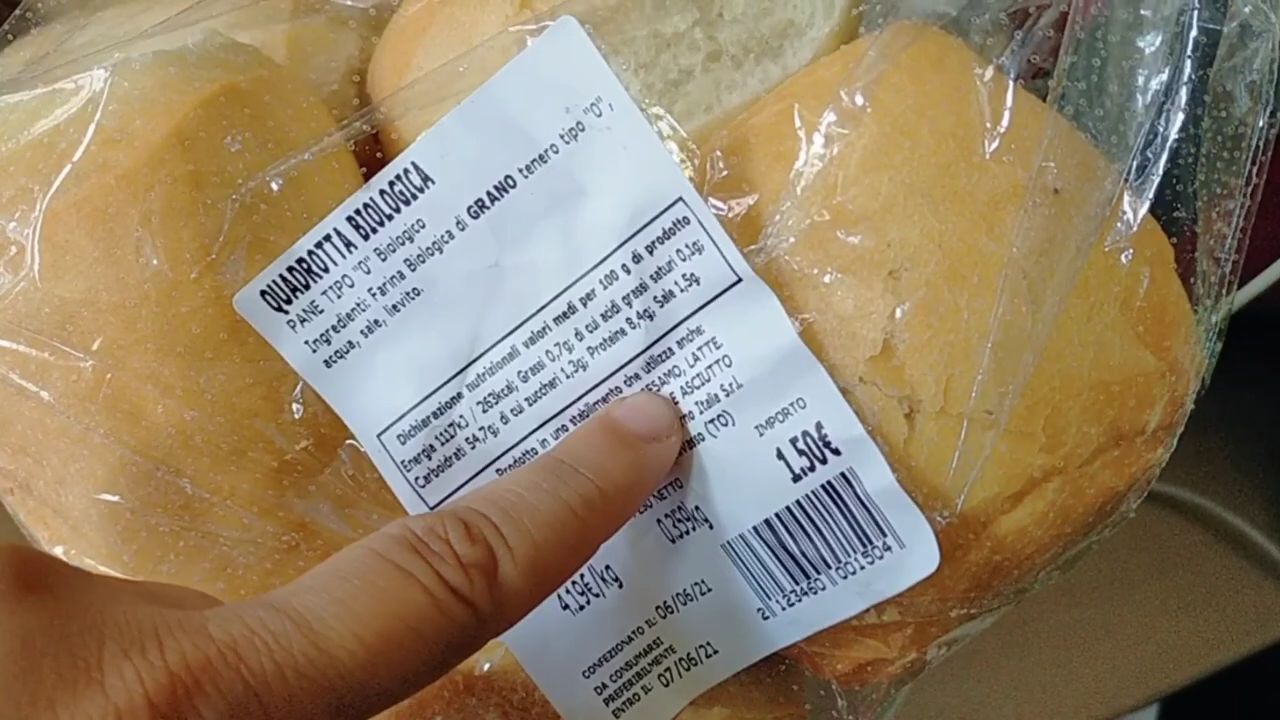 QUADROTTA BIOLOGICA
PANE TIPO "0" Biologico
Ingredienti: Farina Biologica di GRANO tenero tipo "0",
acqua, sale, lievito.
Dichierazione nutrizionali valori medi per 100 g di prodotto
Energia 1117kJ / 263kcal; Grassi 0,7g; di cui acidi grassi saturi 0,1g;
Carboidrati 54,7g; di cui zuccheri 1,3g; Proteine 8,4g; Sale 1,5g.
Prodotto in uno stabilimento che utilizza anche:
LATTE
E ASCIUTTO
Italia S.r.l.
(TO)
NETTO
IMPORTO
4,19€/kg
0,359kg
1,50€
CONFEZIONATO IL: 06/06/21
DA CONSUMARSI
PREFERIBILMENTE
ENTRO IL: 07/06/21
2 123460 001504